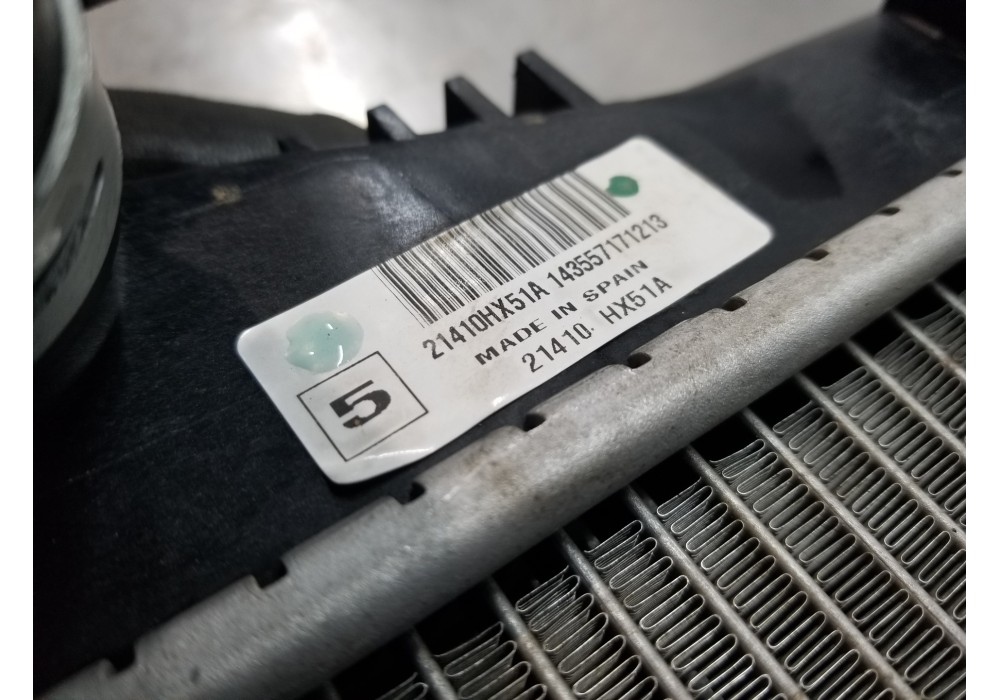 21410HX51A 143557171213
MADE IN SPAIN
21410. HX51A
5